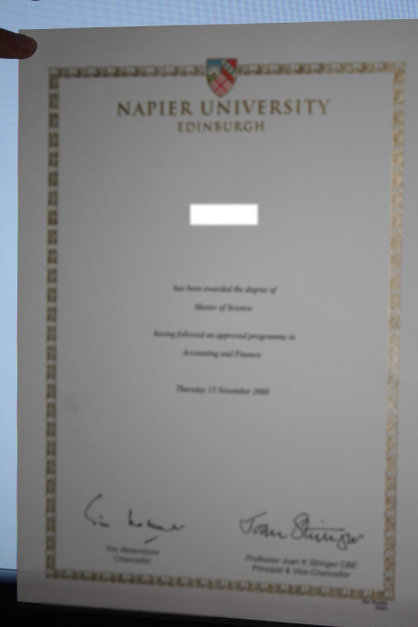 NAPIER UNIVERSITY
EDINBURGH
has been awarded the degree of
Master of Science
having followed an approved programme in
Accounting and Finance
Thursday 13 November 2008
Tim Waterstone
Chancellor
Professor Joan K Stringer CBE
Principal & Vice Chancellor